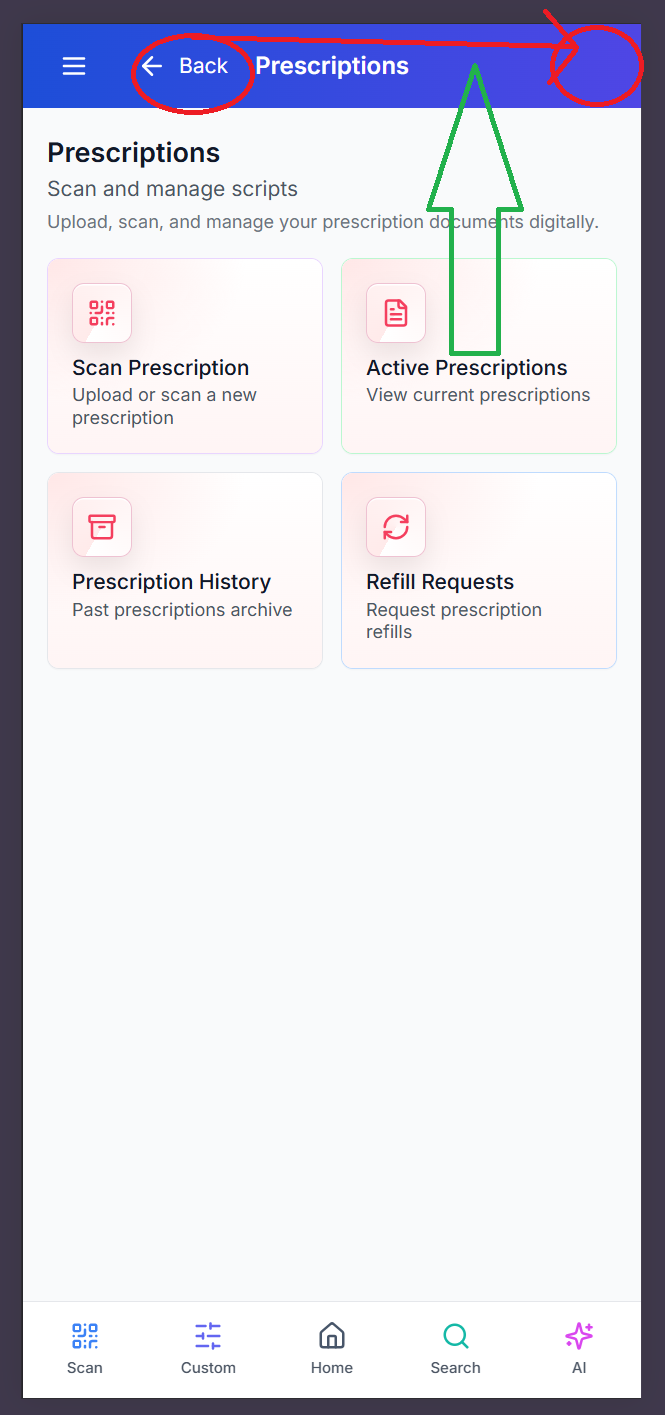 Back Prescriptions
Prescriptions
Scan and manage scripts
Upload, scan, and manage your prescription documents digitally.
Scan Prescription
Upload or scan a new
prescription
Active Prescriptions
View current prescriptions
Prescription History
Past prescriptions archive
Refill Requests
Request prescription
refills
Scan Custom Home Search AI